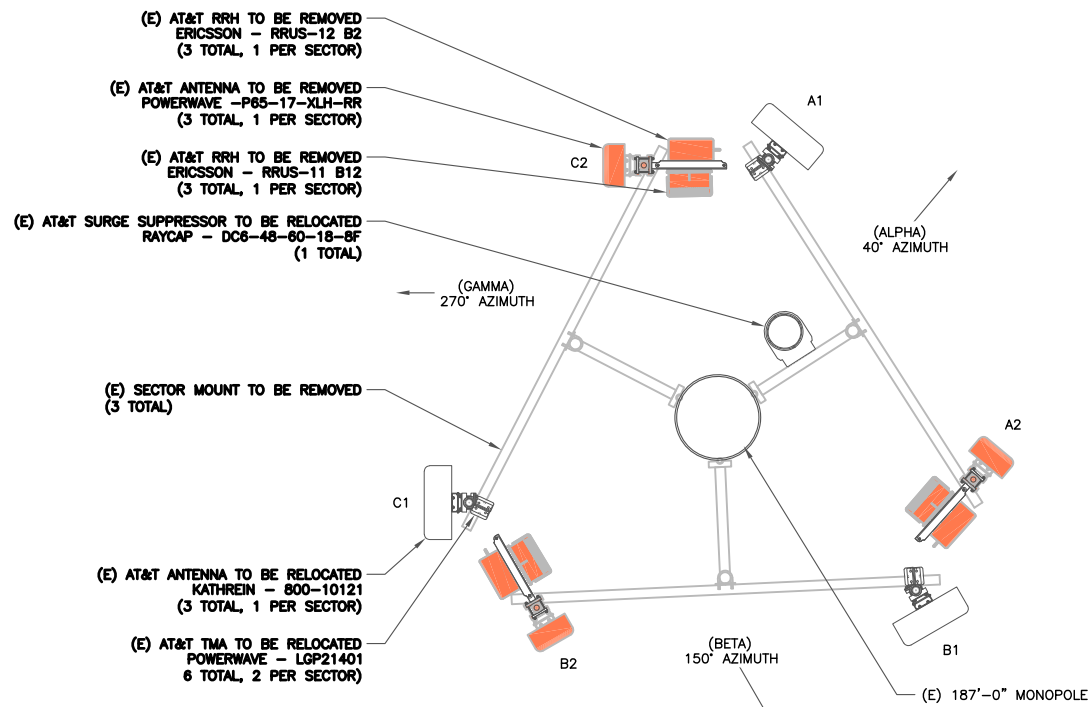 (E) AT&T RRH TO BE REMOVED
ERICSSON - RRUS-12 B2
(3 TOTAL, 1 PER SECTOR)
(E) AT&T ANTENNA TO BE REMOVED
POWERWAVE -P65-17-XLH-RR
(3 TOTAL, 1 PER SECTOR)
(E) AT&T RRH TO BE REMOVED
ERICSSON - RRUS-11 B12
(3 TOTAL, 1 PER SECTOR)
(E) AT&T SURGE SUPPRESSOR TO BE RELOCATED
RAYCAP - DC6-48-60-18-8F
(1 TOTAL)
A1
C2
(ALPHA)
40° AZIMUTH
(GAMMA)
270° AZIMUTH
(E) SECTOR MOUNT TO BE REMOVED
(3 TOTAL)
A2
C1
(E) AT&T ANTENNA TO BE RELOCATED
KATHREIN - 800-10121
(3 TOTAL, 1 PER SECTOR)
(E) AT&T TMA TO BE RELOCATED
POWERWAVE - LGP21401
6 TOTAL, 2 PER SECTOR)
B2
(BETA)
150° AZIMUTH
B1
(E) 187'-0" MONOPOLE